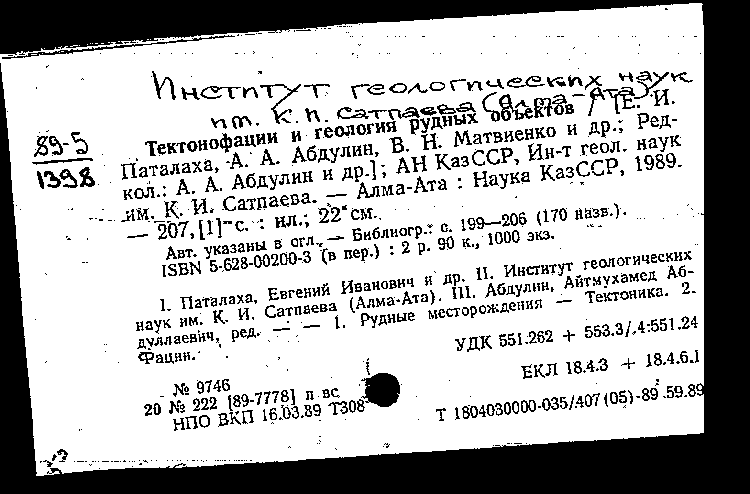 Институт геологических наук
им. К. И. Сатпаева (Алма-Ата)
89-5
1398
Тектонофации и геология рудных объектов / [Е. И.
Паталаха, А. А. Абдулин, В. Н. Матвиенко и др.; Ред-
кол.: А. А. Абдулин и др.]; АН КазССР, Ин-т геол. наук
им. К. И. Сатпаева. — Алма-Ата : Наука КазССР, 1989.
— 207, [1] с. : ил.; 22 см.
Авт. указаны в огл. — Библиогр.: с. 199—206 (170 назв.).
ISBN 5-628-00200-3 (в пер.) : 2 р. 90 к., 1000 экз.
I. Паталаха, Евгений Иванович и др. II. Институт геологических
наук им. К. И. Сатпаева (Алма-Ата). III. Абдулин, Айтмухамед Аб-
дуллаевич, ред. — — 1. Рудные месторождения — Тектоника. 2.
Фации.
УДК 551.262 + 553.3/.4:551.24
БКЛ 18.4.3 + 18.4.6.1
№ 9746
20 № 222 [89-7778] п вс
НПО ВКП 16.03.89 Т308
Т 1804030000-035/407(05)-89 59.89